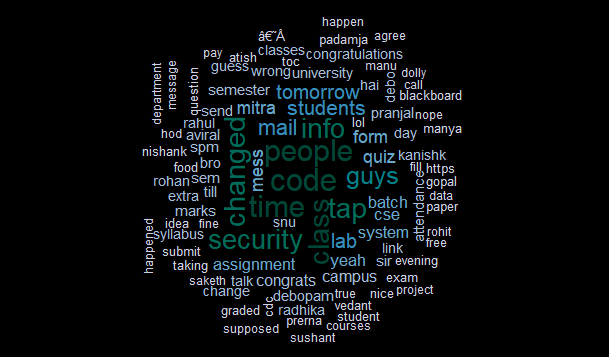 happen
â€˜Â
padamja
agree
classes
congratulations
pay
atish
toc
manu
guess
wrong
university
debo
dolly
department
message
question
semester
tomorrow
hai
call
blackboard
send
mitra
students
pranjal
nope
rahul
mail
info
lol
form
day
manya
hod
aviral
changed
people
nishank
spm
mess
quiz
kanishk
food
bro
code
guys
fill
https
rohan
sem
till
gopal
extra
time
tap
batch
attendance
data
marks
snu
cse
paper
idea
fine
class
system
rohit
syllabus
security
lab
link
free
happened
submit
yeah
sir
evening
taking
assignment
campus
exam
saketh
talk
congrats
nice
project
change
cdc
debopam
true
graded
radhika
vedant
supposed
prerna
student
courses
sushant